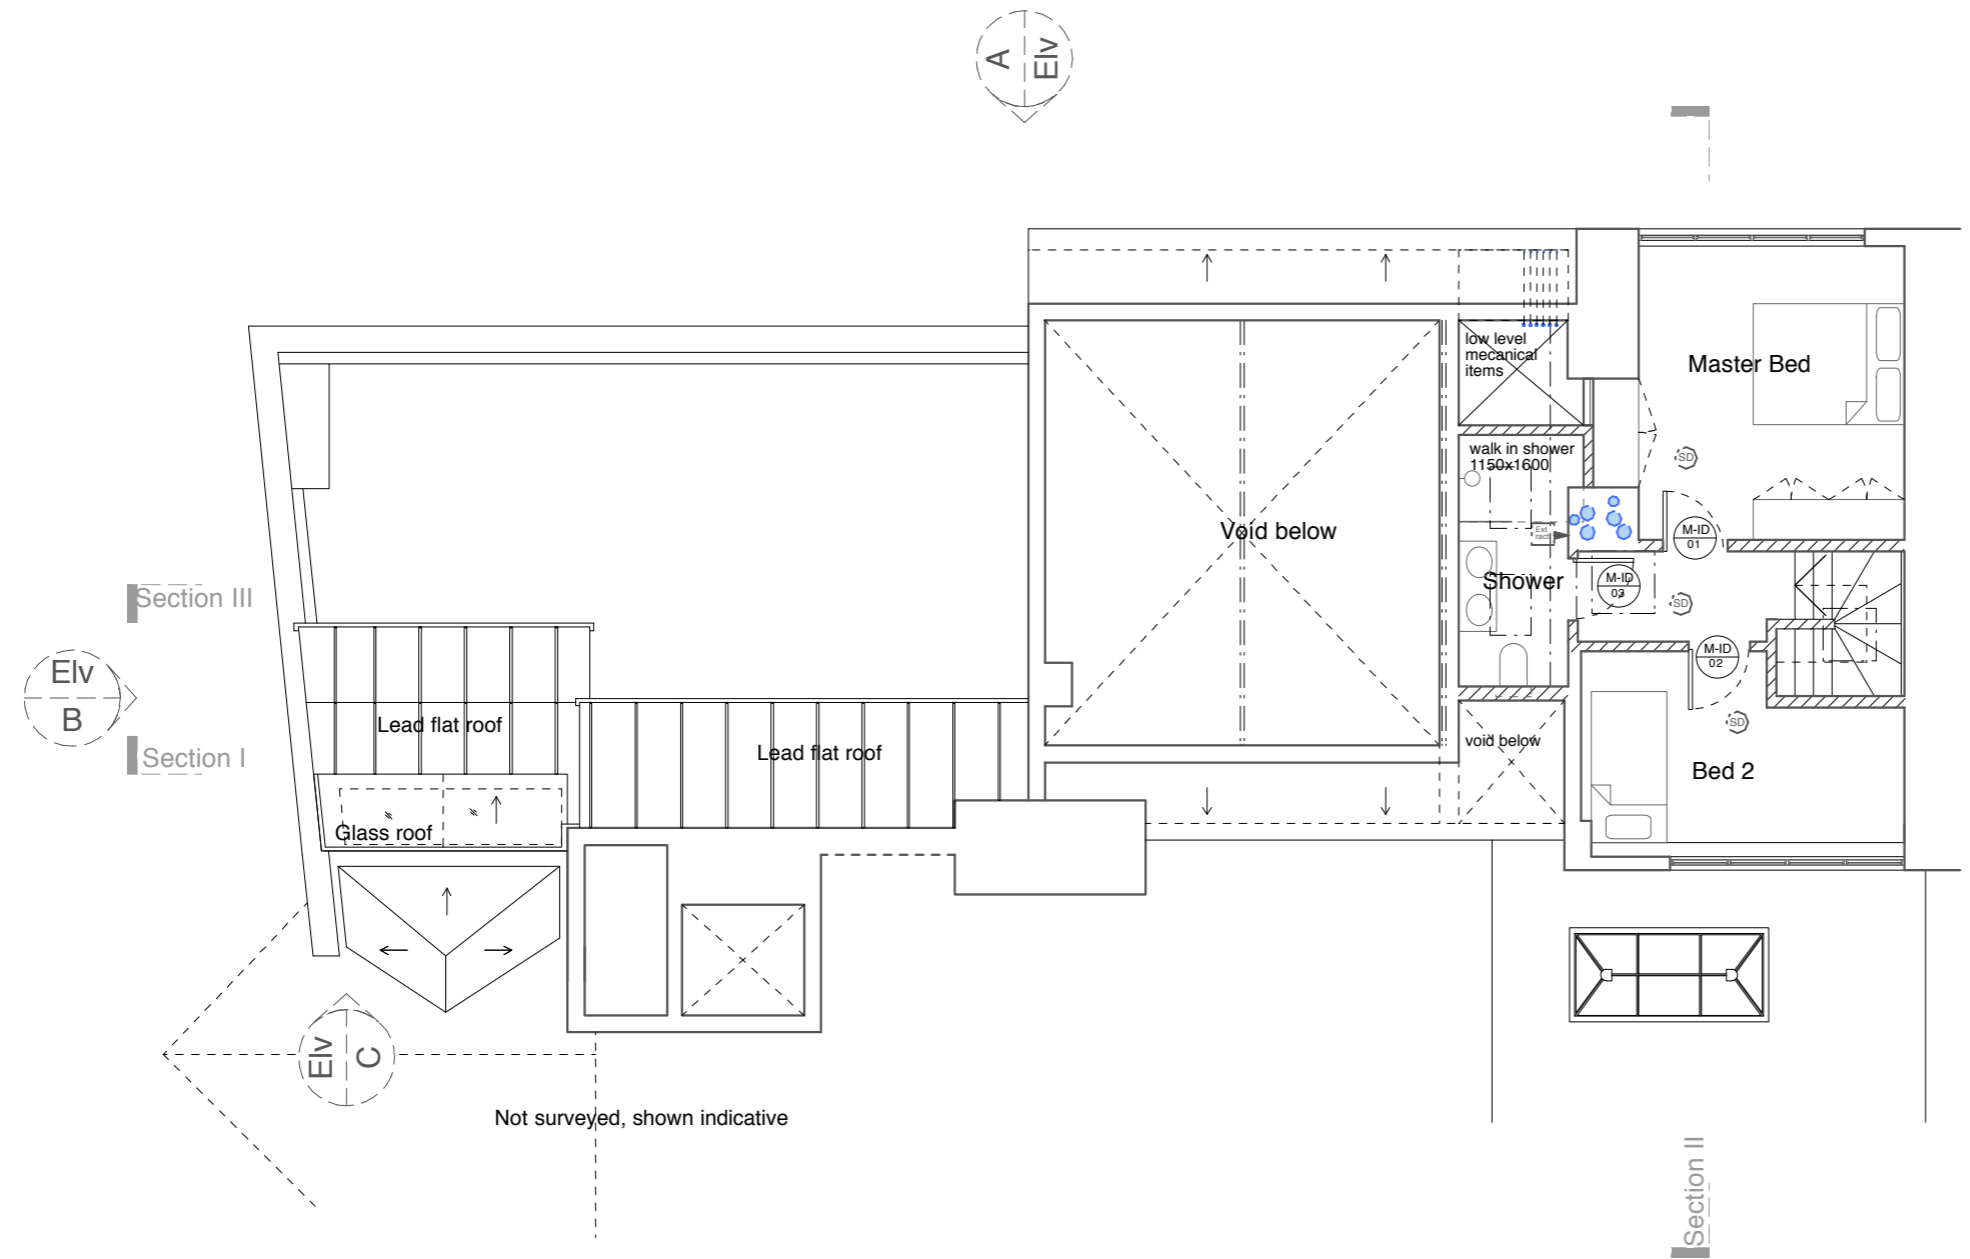 A
Elv
low level
mecanical
items
Master Bed
walk in shower
1150x1600
SD
Void below
Ext
ract
M-ID
01
Shower
M-ID
03
SD
Section III
Elv
B
Section I
M-ID
02
SD
Lead flat roof
Lead flat roof
void below
Bed 2
Glass roof
Elv
C
Not surveyed, shown indicative
Section II